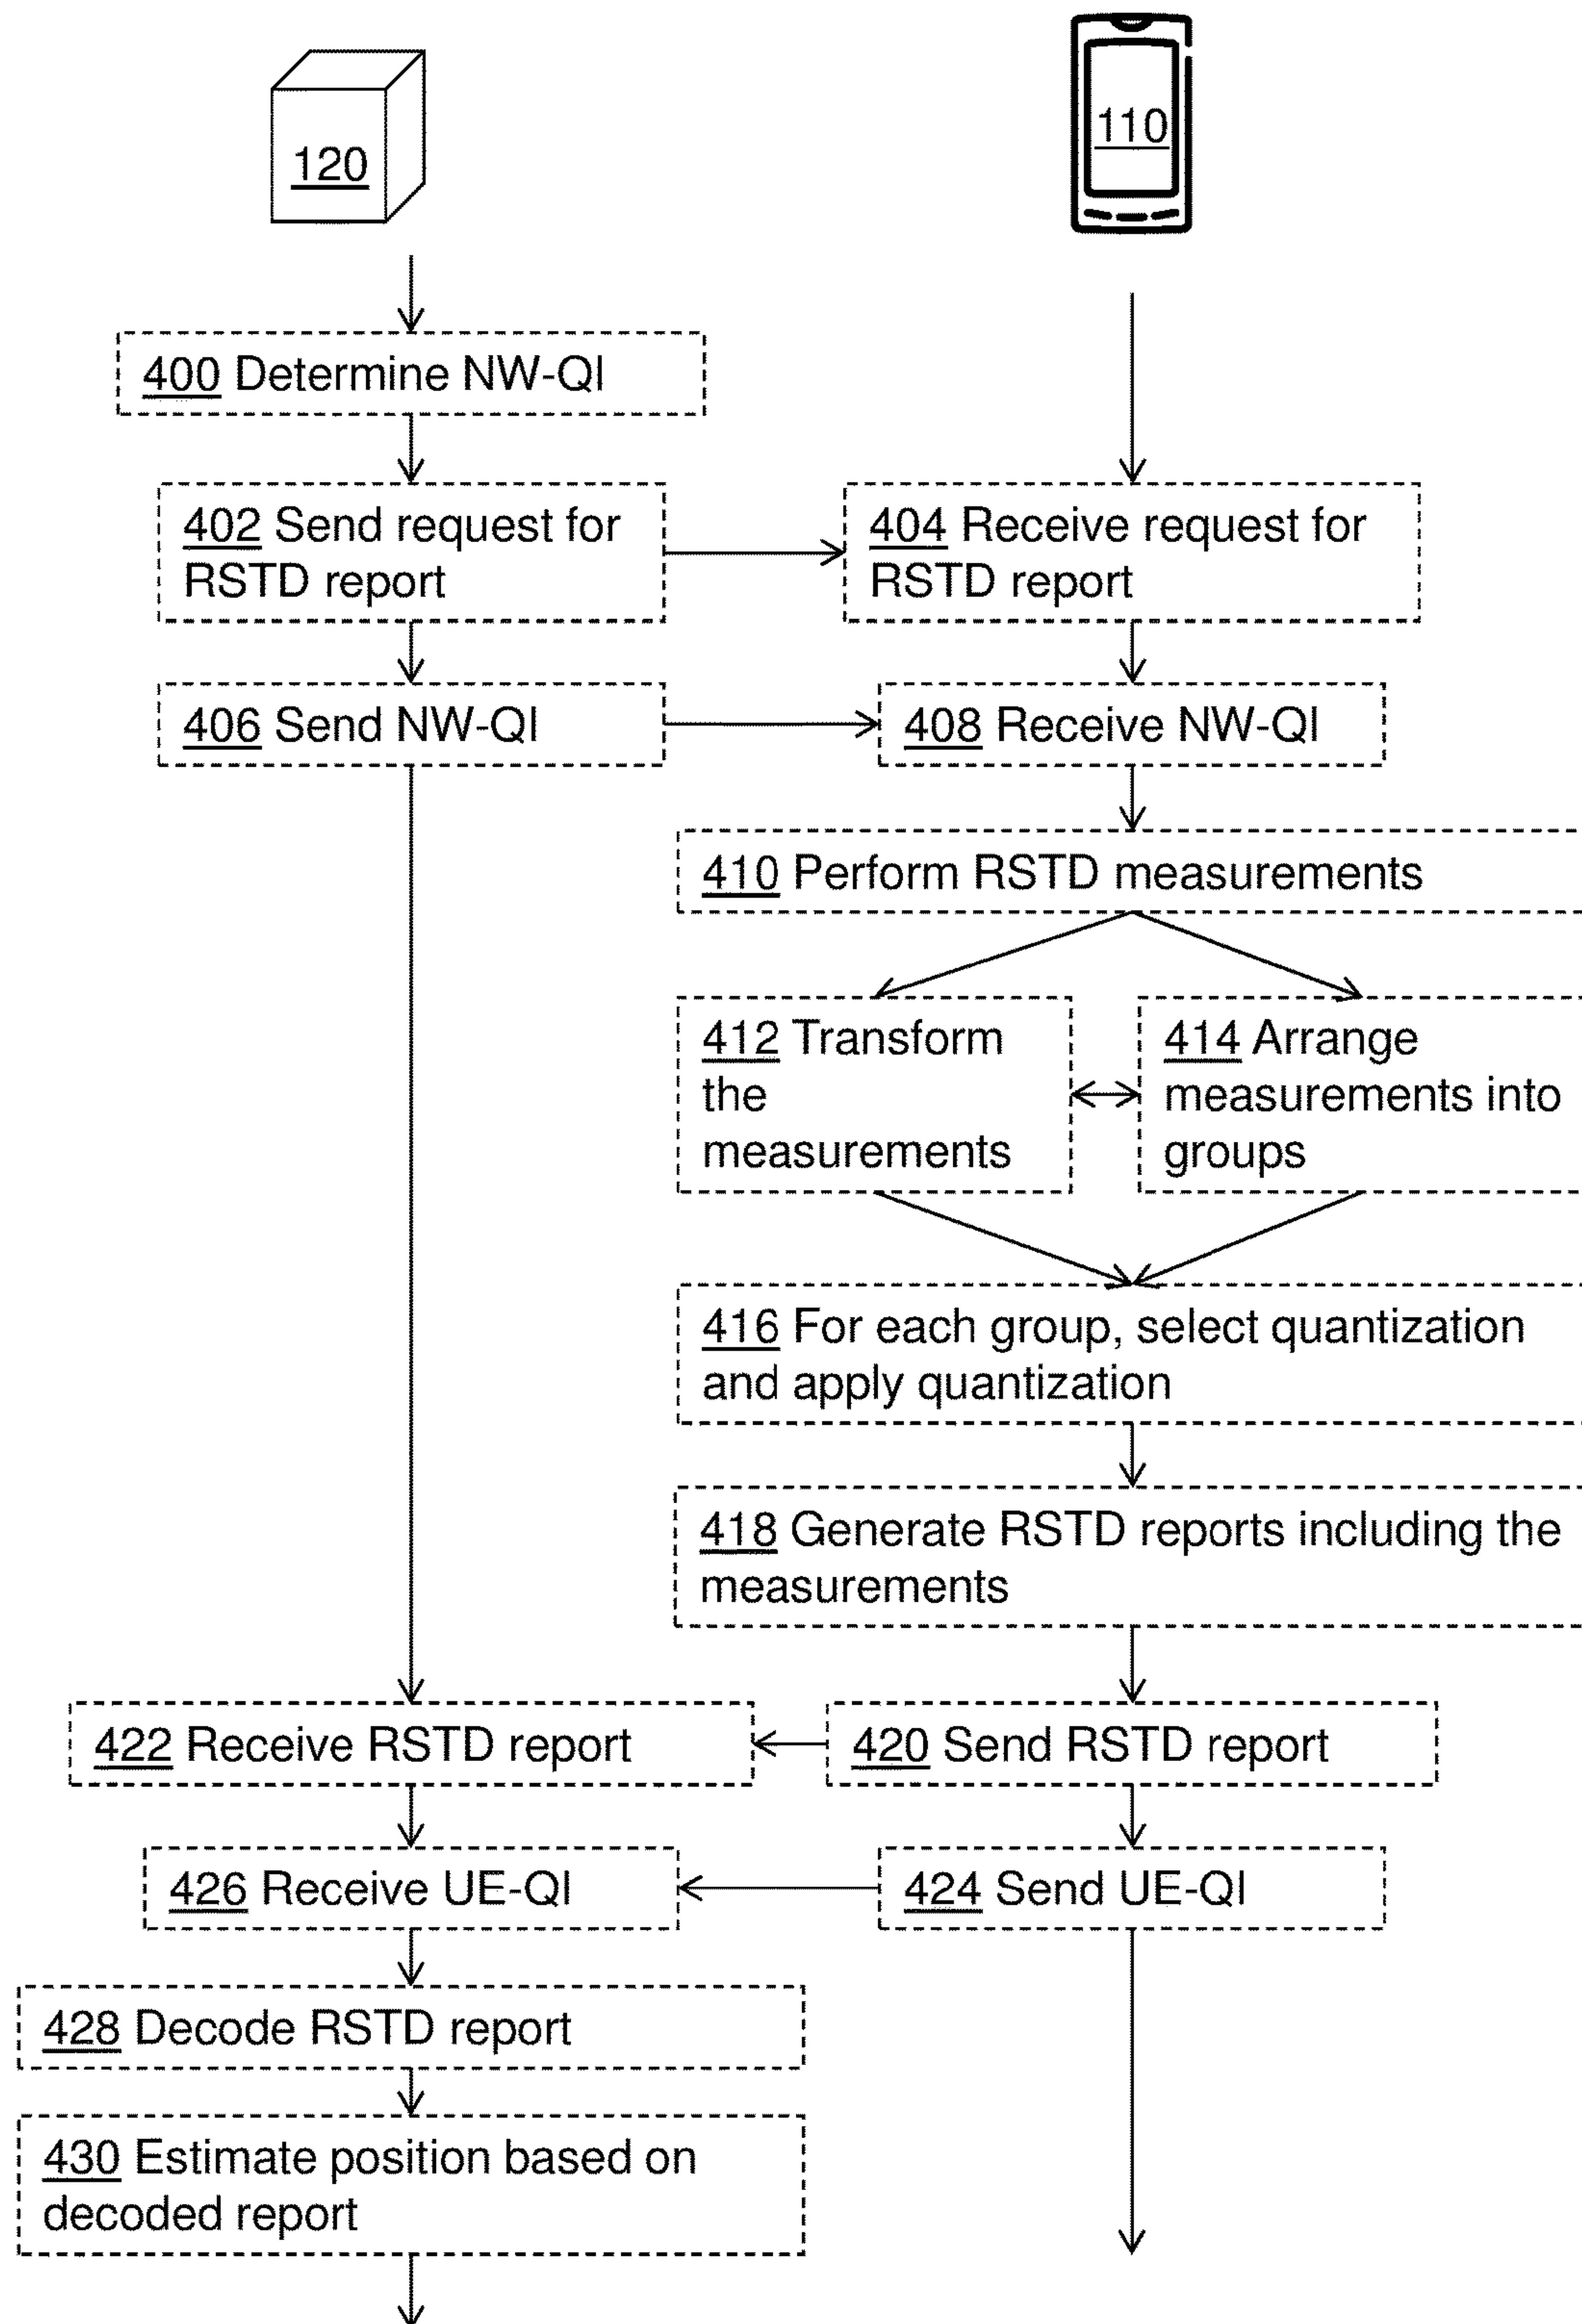 120
110
400 Determine NW-QI
402 Send request for
RSTD report
404 Receive request for
RSTD report
406 Send NW-QI
408 Receive NW-QI
410 Perform RSTD measurements
412 Transform
the
measurements
414 Arrange
measurements into
groups
416 For each group, select quantization
and apply quantization
418 Generate RSTD reports including the
measurements
422 Receive RSTD report
420 Send RSTD report
426 Receive UE-QI
424 Send UE-QI
428 Decode RSTD report
430 Estimate position based on
decoded report